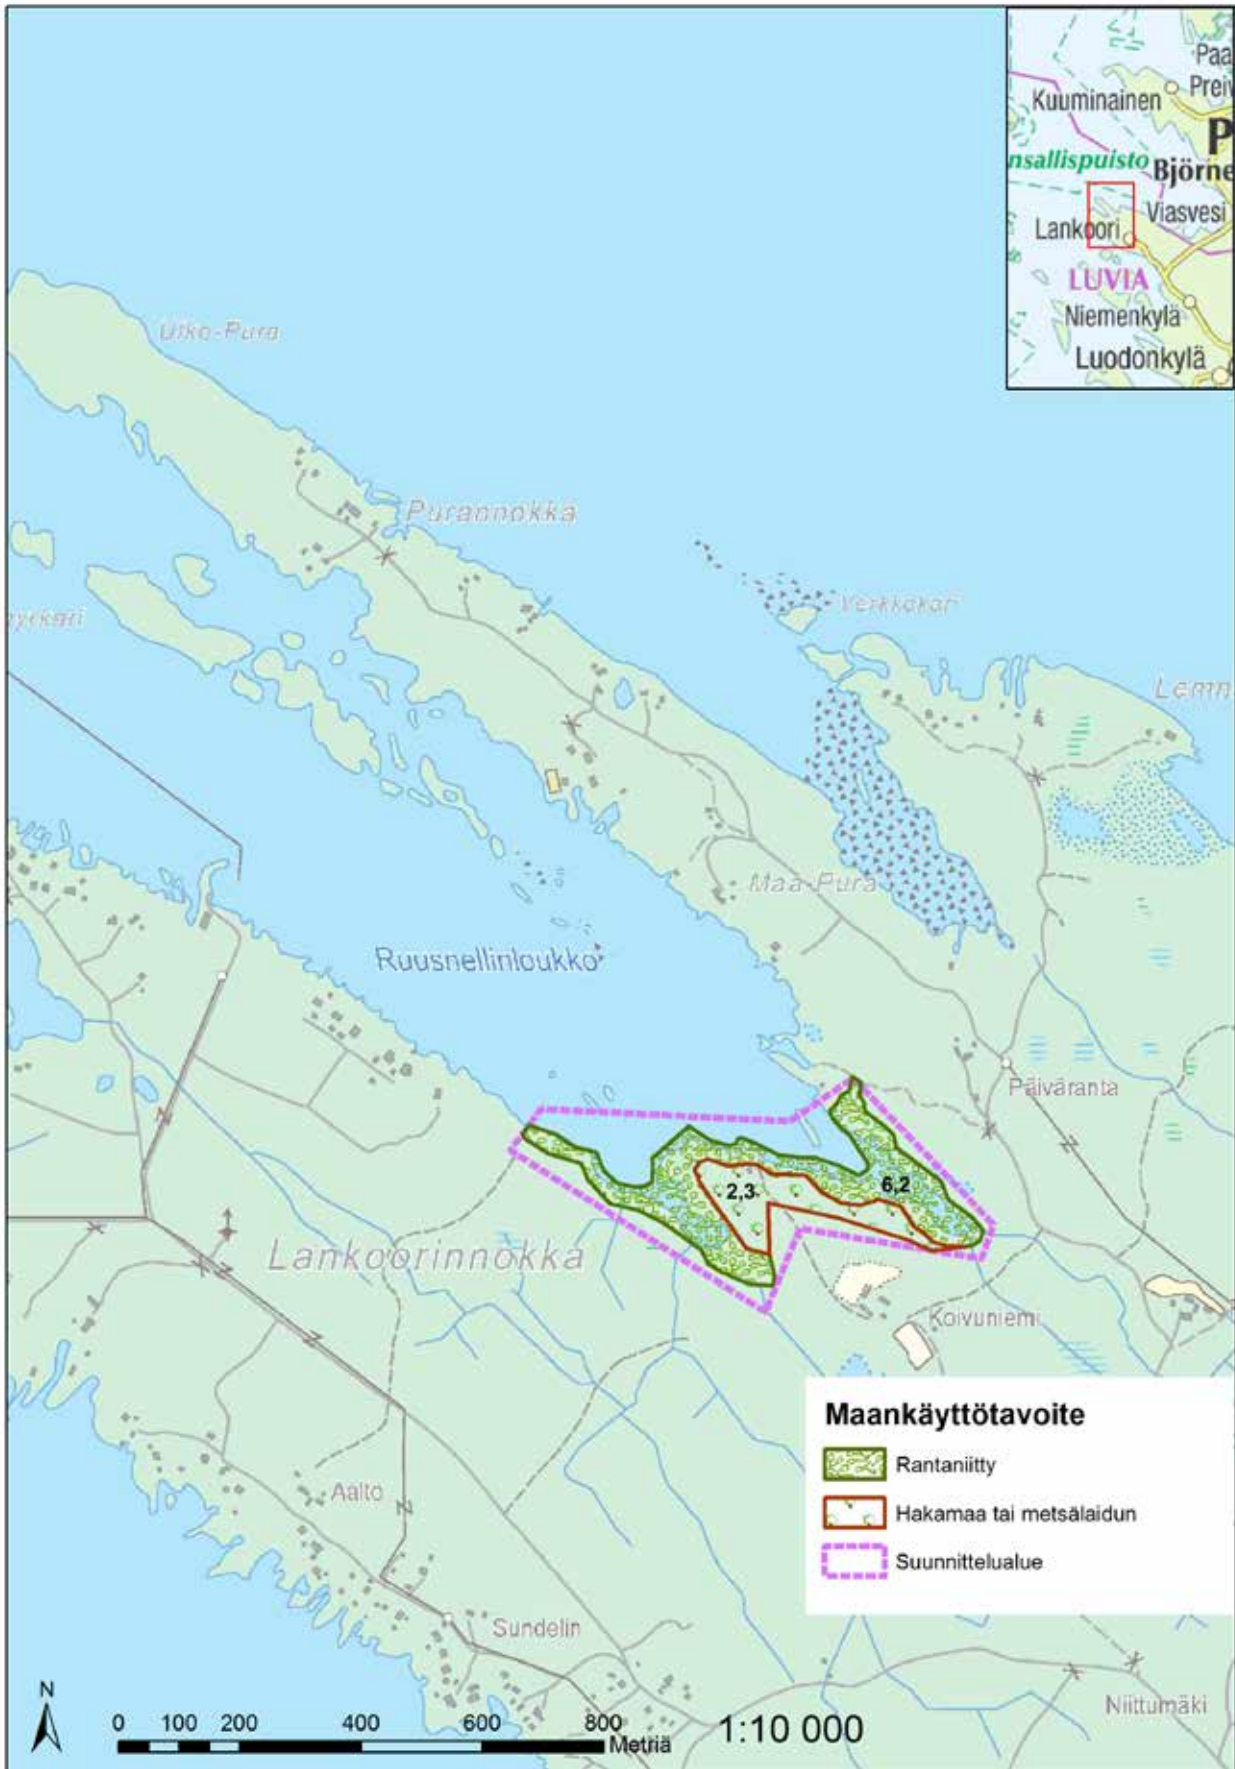 Paa
Preiv
Kuuminainen
P
nsallispuisto
Björne
Viasvesi
Lankoori
LUVIA
Niemenkylä
Luodonkylä
Ulko-Pura
Purannokka
Verkkokari
Lemn
Maa-Pura
Ruusnellinloukko
Päiväranta
2,3
6,2
Lankoorinnokka
Koivuniemi
Maankäyttötavoite
Rantaniitty
Hakamaa tai metsälaidun
Suunnittelualue
Aalto
Sundelin
Niittumäki
N
0 100 200 400 600 800
Metriä
1:10 000